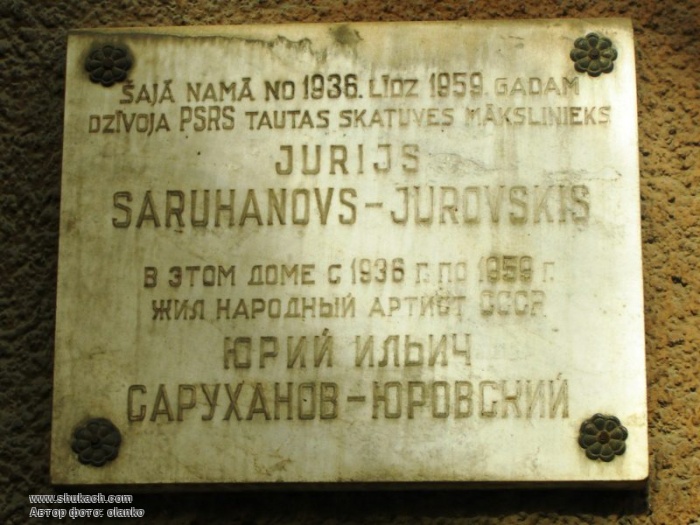 ŠAJĀ NAMĀ NO 1936. LĪDZ 1959. GADAM
DZĪVOJA PSRS TAUTAS SKATUVES MĀKSLINIEKS
JURIJS
SARUHANOVS-JUROVSKIS
В ЭТОМ ДОМЕ С 1936 Г. ПО 1959 Г.
ЖИЛ НАРОДНЫЙ АРТИСТ СССР
ЮРИЙ ИЛЬИЧ
САРУХАНОВ-ЮРОВСКИЙ
www.shukach.com
Автор фото: olanko